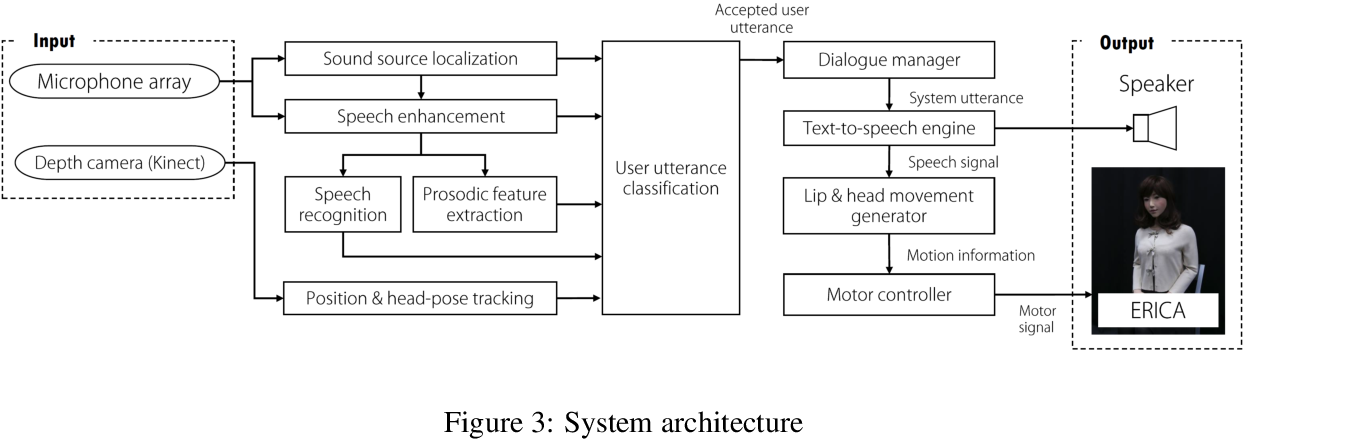 Input
Microphone array
Depth camera (Kinect)
Sound source localization
Speech enhancement
Speech
recognition
Prosodic feature
extraction
Position & head-pose tracking
User utterance
classification
Accepted user
utterance
Dialogue manager
System utterance
Text-to-speech engine
Speech signal
Lip & head movement
generator
Motion information
Motor controller
Motor
signal
Output
Speaker
ERICA
Figure 3: System architecture